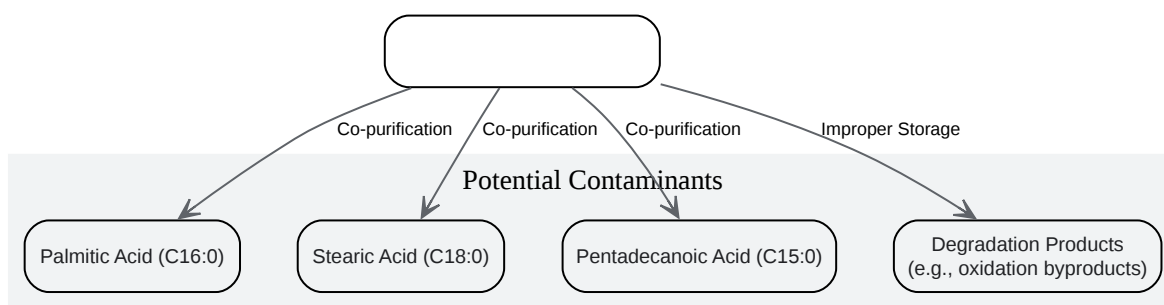 Co-purification
Co-purification
Co-purification
Improper Storage
Potential Contaminants
Palmitic Acid (C16:0)
Stearic Acid (C18:0)
Pentadecanoic Acid (C15:0)
Degradation Products
(e.g., oxidation byproducts)